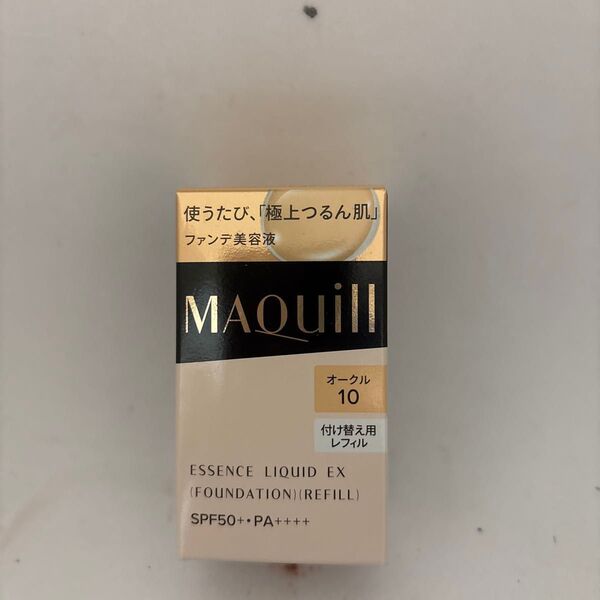 使うたび、「極上つるん肌」
ファンデ美容液
MAQuill
オークル
10
付け替え用
レフィル
ESSENCE LIQUID EX
(FOUNDATION)(REFILL)
SPF50+・PA++++